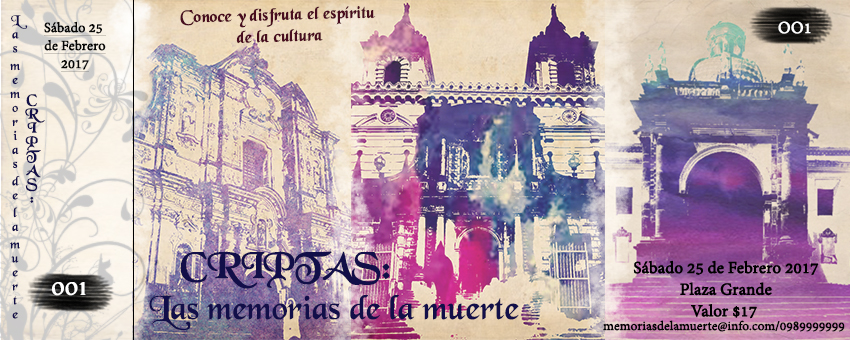 Las memorias de la muerte
CRIPTAS:
Sábado 25
de Febrero
2017
001
Conoce y disfruta el espíritu
de la cultura
CRIPTAS:
Las memorias de la muerte
001
Sábado 25 de Febrero 2017
Plaza Grande
Valor $17
memoriasdelamuerte@info.com/0989999999